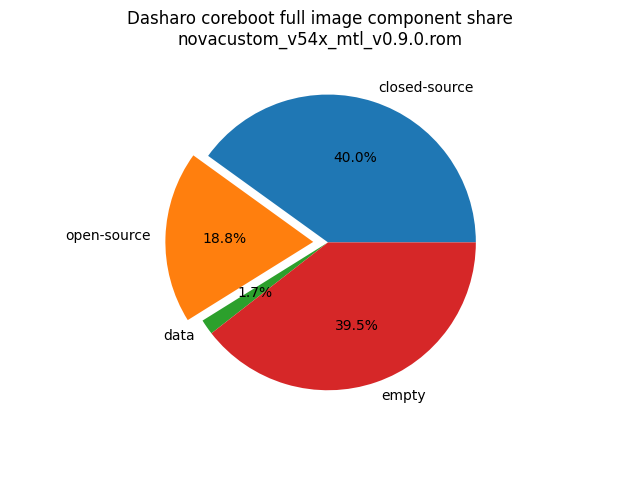 Dasharo coreboot full image component share
novacustom_v54x_mtl_v0.9.0.rom
closed-source
40.0%
open-source
18.8%
1.7%
data
39.5%
empty